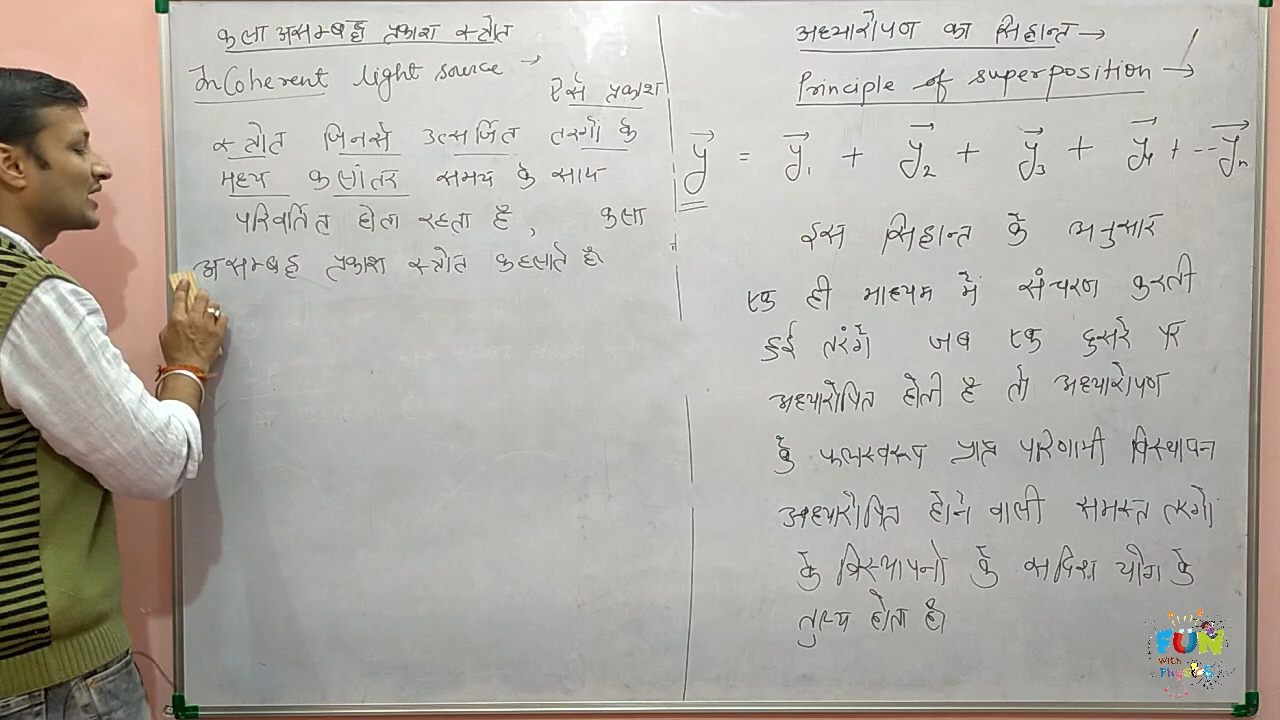 कला असम्बद्ध प्रकाश स्त्रोत
InCoherent light source →
ऐसे प्रकाश
स्त्रोत जिनसे उत्सर्जित तरंगों के
मध्य कलांतर समय के साथ
परिवर्तित होता रहता है, कला
असम्बद्ध प्रकाश स्त्रोत कहलाते है।
अध्यारोपण का सिद्धान्त →
Principle of superposition →
y⃗ = y⃗₁ + y⃗₂ + y⃗₃ + y⃗₄ + --- y⃗ₙ
इस सिद्धान्त के अनुसार
एक ही माध्यम में संचरण करती
कई तरंगें जब एक दुसरे पर
अध्यारोपित होती है तो अध्यारोपण
के फलस्वरूप प्राप्त परिणामी विस्थापन
अध्यारोपित होने वाली समस्त तरंगो
के विस्थापनो के सदिश योग के
तुल्य होता है।
FUN
With
Physics